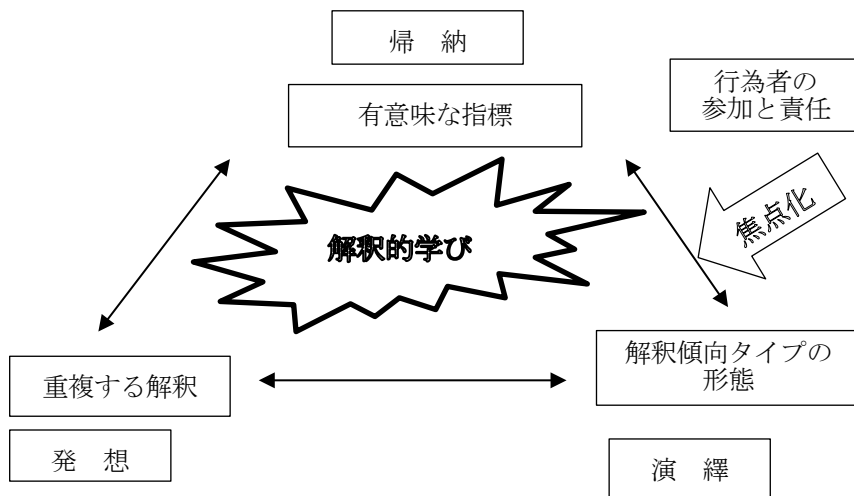 帰　納
有意味な指標
行為者の
参加と責任
焦点化
解釈的学び
重複する解釈
解釈傾向タイプの
形態
発　想
演　繹